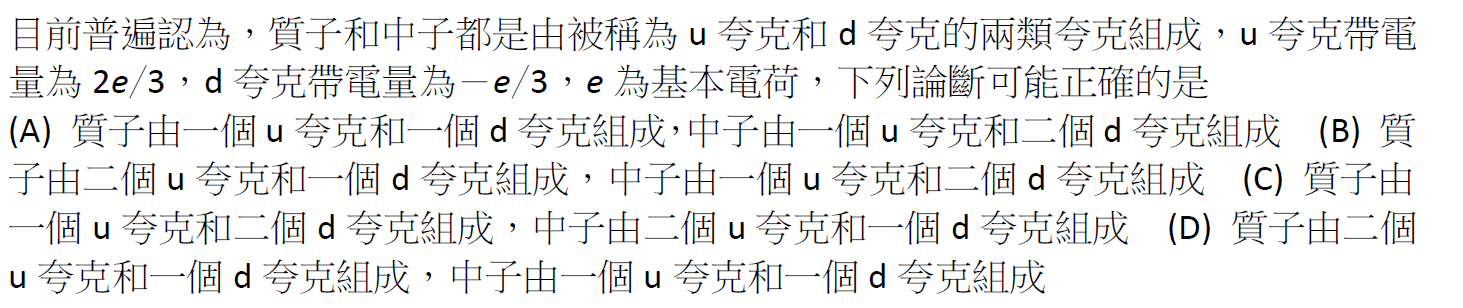 目前普遍認為，質子和中子都是由被稱為 u 夸克和 d 夸克的兩類夸克組成，u 夸克帶電
量為 2e/3，d 夸克帶電量為－e/3，e 為基本電荷，下列論斷可能正確的是
(A) 質子由一個 u 夸克和一個 d 夸克組成，中子由一個 u 夸克和二個 d 夸克組成 (B) 質
子由二個 u 夸克和一個 d 夸克組成，中子由一個 u 夸克和二個 d 夸克組成 (C) 質子由
一個 u 夸克和二個 d 夸克組成，中子由二個 u 夸克和一個 d 夸克組成 (D) 質子由二個
u 夸克和一個 d 夸克組成，中子由一個 u 夸克和一個 d 夸克組成